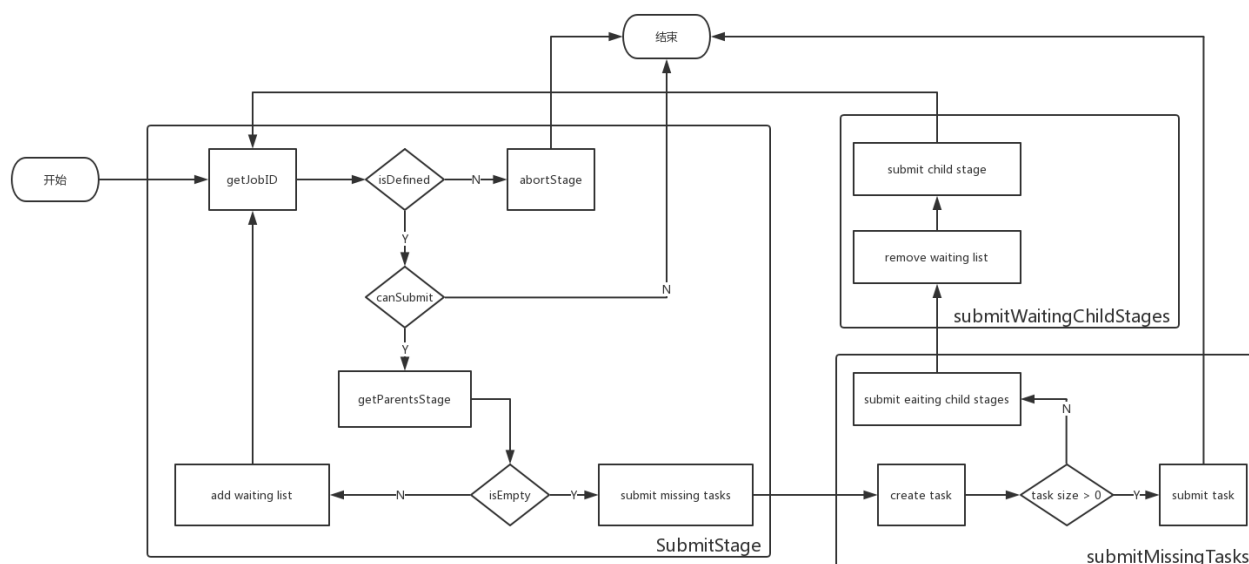 结束
开始
getJobID
isDefined
N
abortStage
submit child stage
Y
remove waiting list
canSubmit
N
N
submitWaitingChildStages
Y
getParentsStage
submit eaiting child stages
N
add waiting list
N
isEmpty
Y
submit missing tasks
create task
task size > 0
Y
submit task
SubmitStage
submitMissingTasks